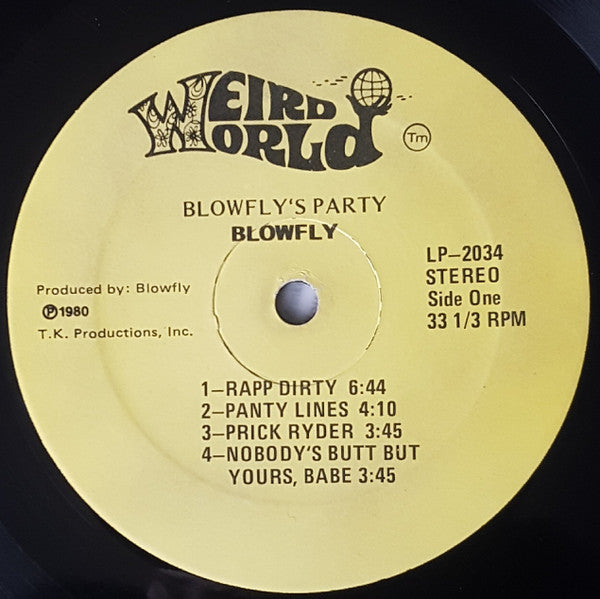 WEIRD
WORLD
Tm
BLOWFLY'S PARTY
BLOWFLY
LP–2034
STEREO
Side One
33 1/3 RPM
Produced by: Blowfly
℗1980
T.K. Productions, Inc.
1–RAPP DIRTY 6:44
2–PANTY LINES 4:10
3–PRICK RYDER 3:45
4–NOBODY'S BUTT BUT
YOURS, BABE 3:45